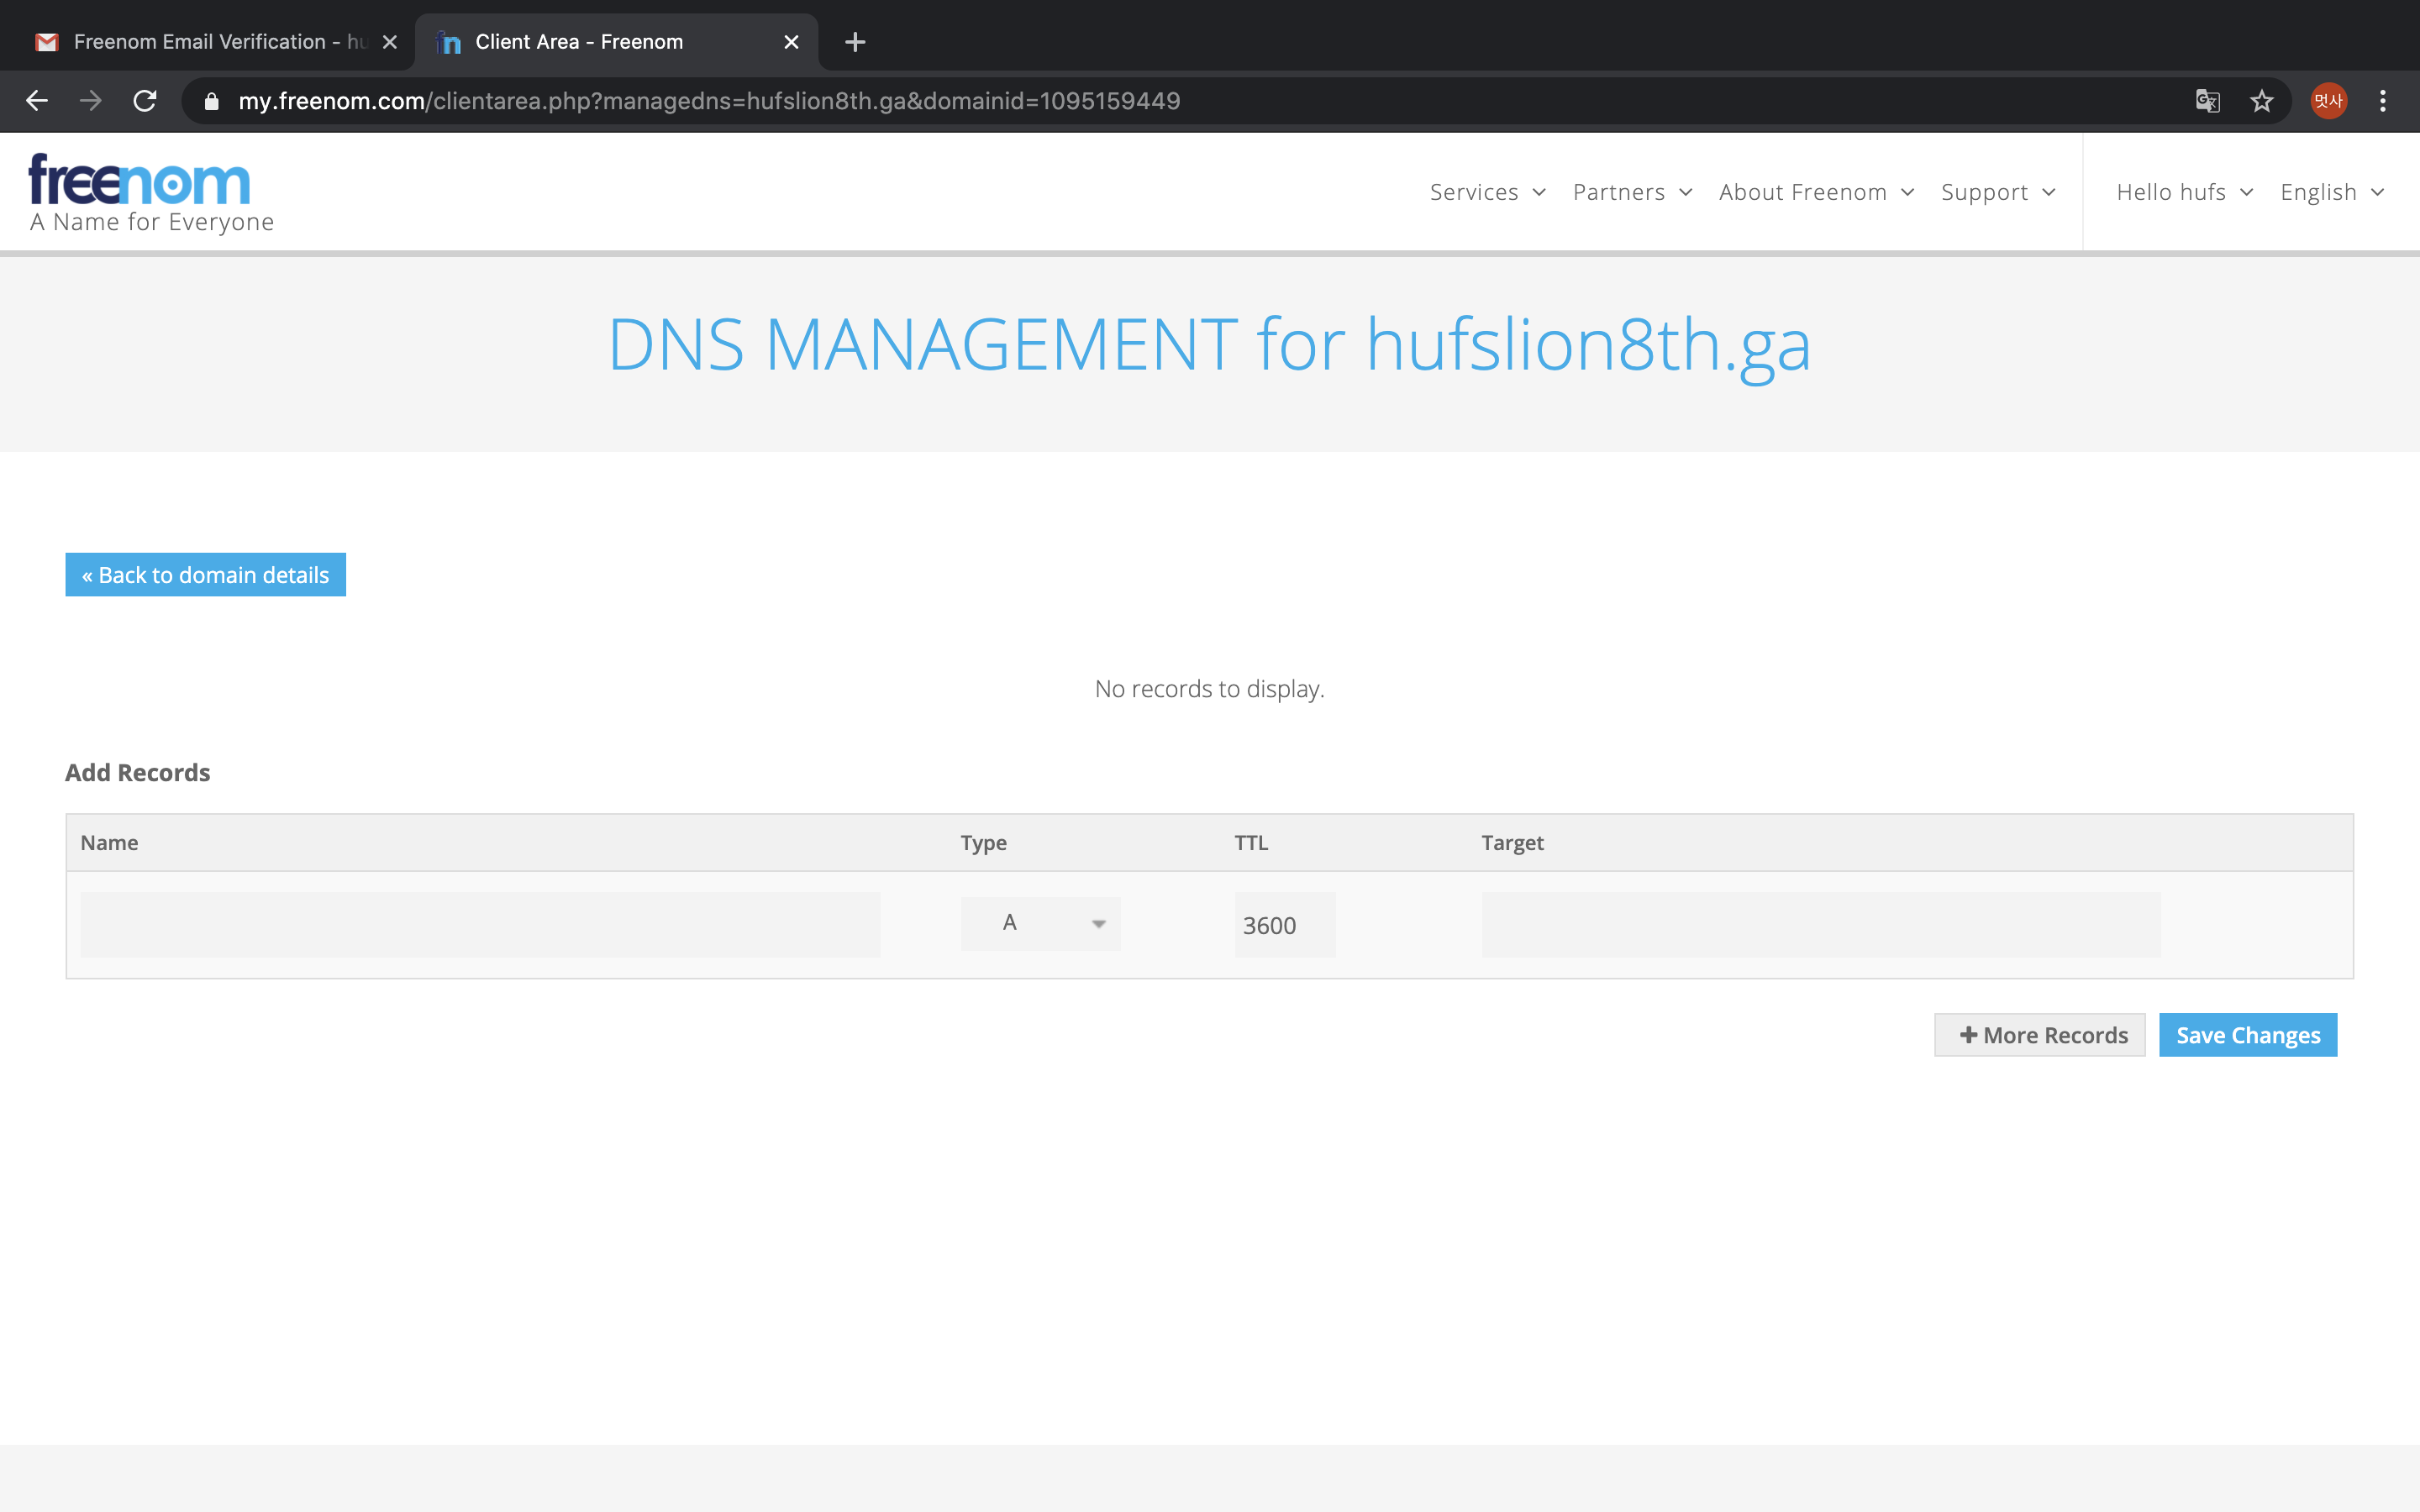 Freenom Email Verification - hu
Client Area - Freenom
my.freenom.com/clientarea.php?managedns=hufslion8th.ga&domainid=1095159449
멋사
freenom
A Name for Everyone
Services
Partners
About Freenom
Support
Hello hufs
English
DNS MANAGEMENT for hufslion8th.ga
« Back to domain details
No records to display.
Add Records
Name Type TTL Target
A 3600
More Records
Save Changes